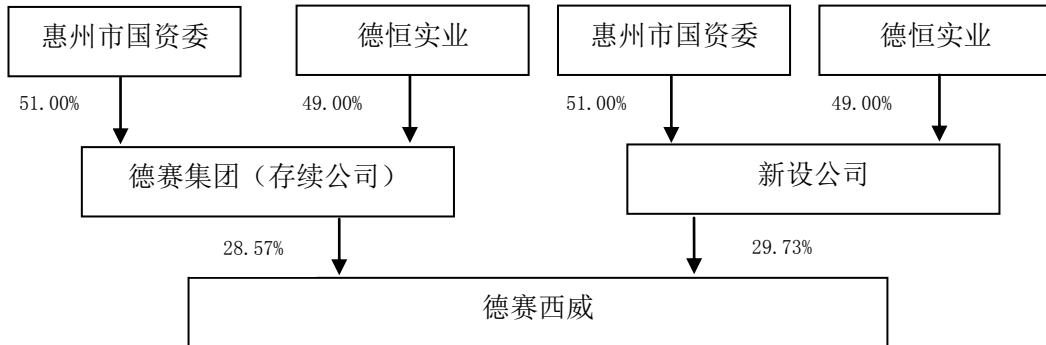 惠州市国资委
德恒实业
惠州市国资委
德恒实业
51.00%
49.00%
51.00%
49.00%
德赛集团（存续公司）
新设公司
28.57%
29.73%
德赛西威